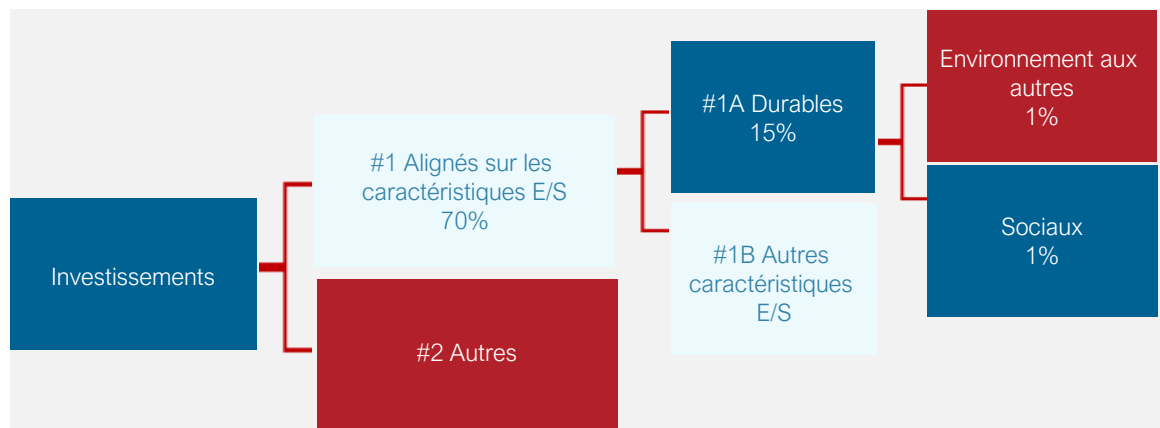 Investissements
#1 Alignés sur les
caractéristiques E/S
70%
#2 Autres
#1A Durables
15%
#1B Autres
caractéristiques
E/S
Environnement aux
autres
1%
Sociaux
1%